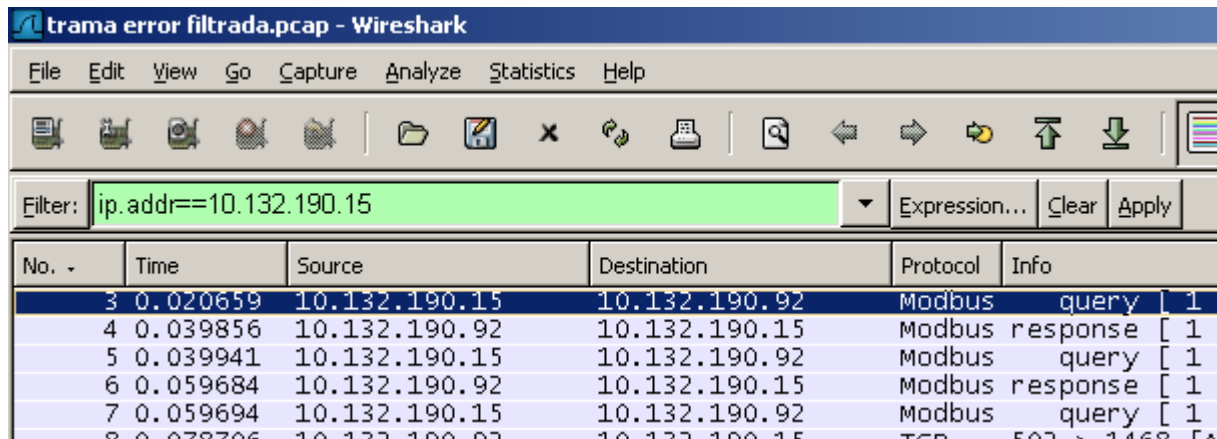 trama error filtrada.pcap - Wireshark
File Edit View Go Capture Analyze Statistics Help
Filter: ip.addr==10.132.190.15 Expression... Clear Apply
No. Time Source Destination Protocol Info
3 0.020659 10.132.190.15 10.132.190.92 Modbus query [ 1
4 0.039856 10.132.190.92 10.132.190.15 Modbus response [ 1
5 0.039941 10.132.190.15 10.132.190.92 Modbus query [ 1
6 0.059684 10.132.190.92 10.132.190.15 Modbus response [ 1
7 0.059694 10.132.190.15 10.132.190.92 Modbus query [ 1